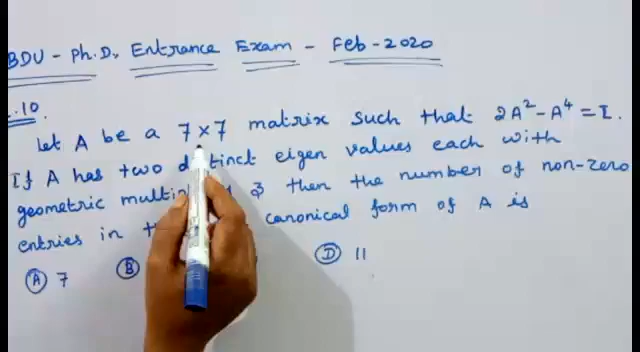 BDU - Ph.D., Entrance Exam - Feb-2020
.10.
Let A be a 7×7 matrix such that 2A² - A⁴ = I.
If A has two distinct eigen values each with
geometric 3 then the number of non-zero
entries in canonical form of A is
(A) 7 (B) (D) 11